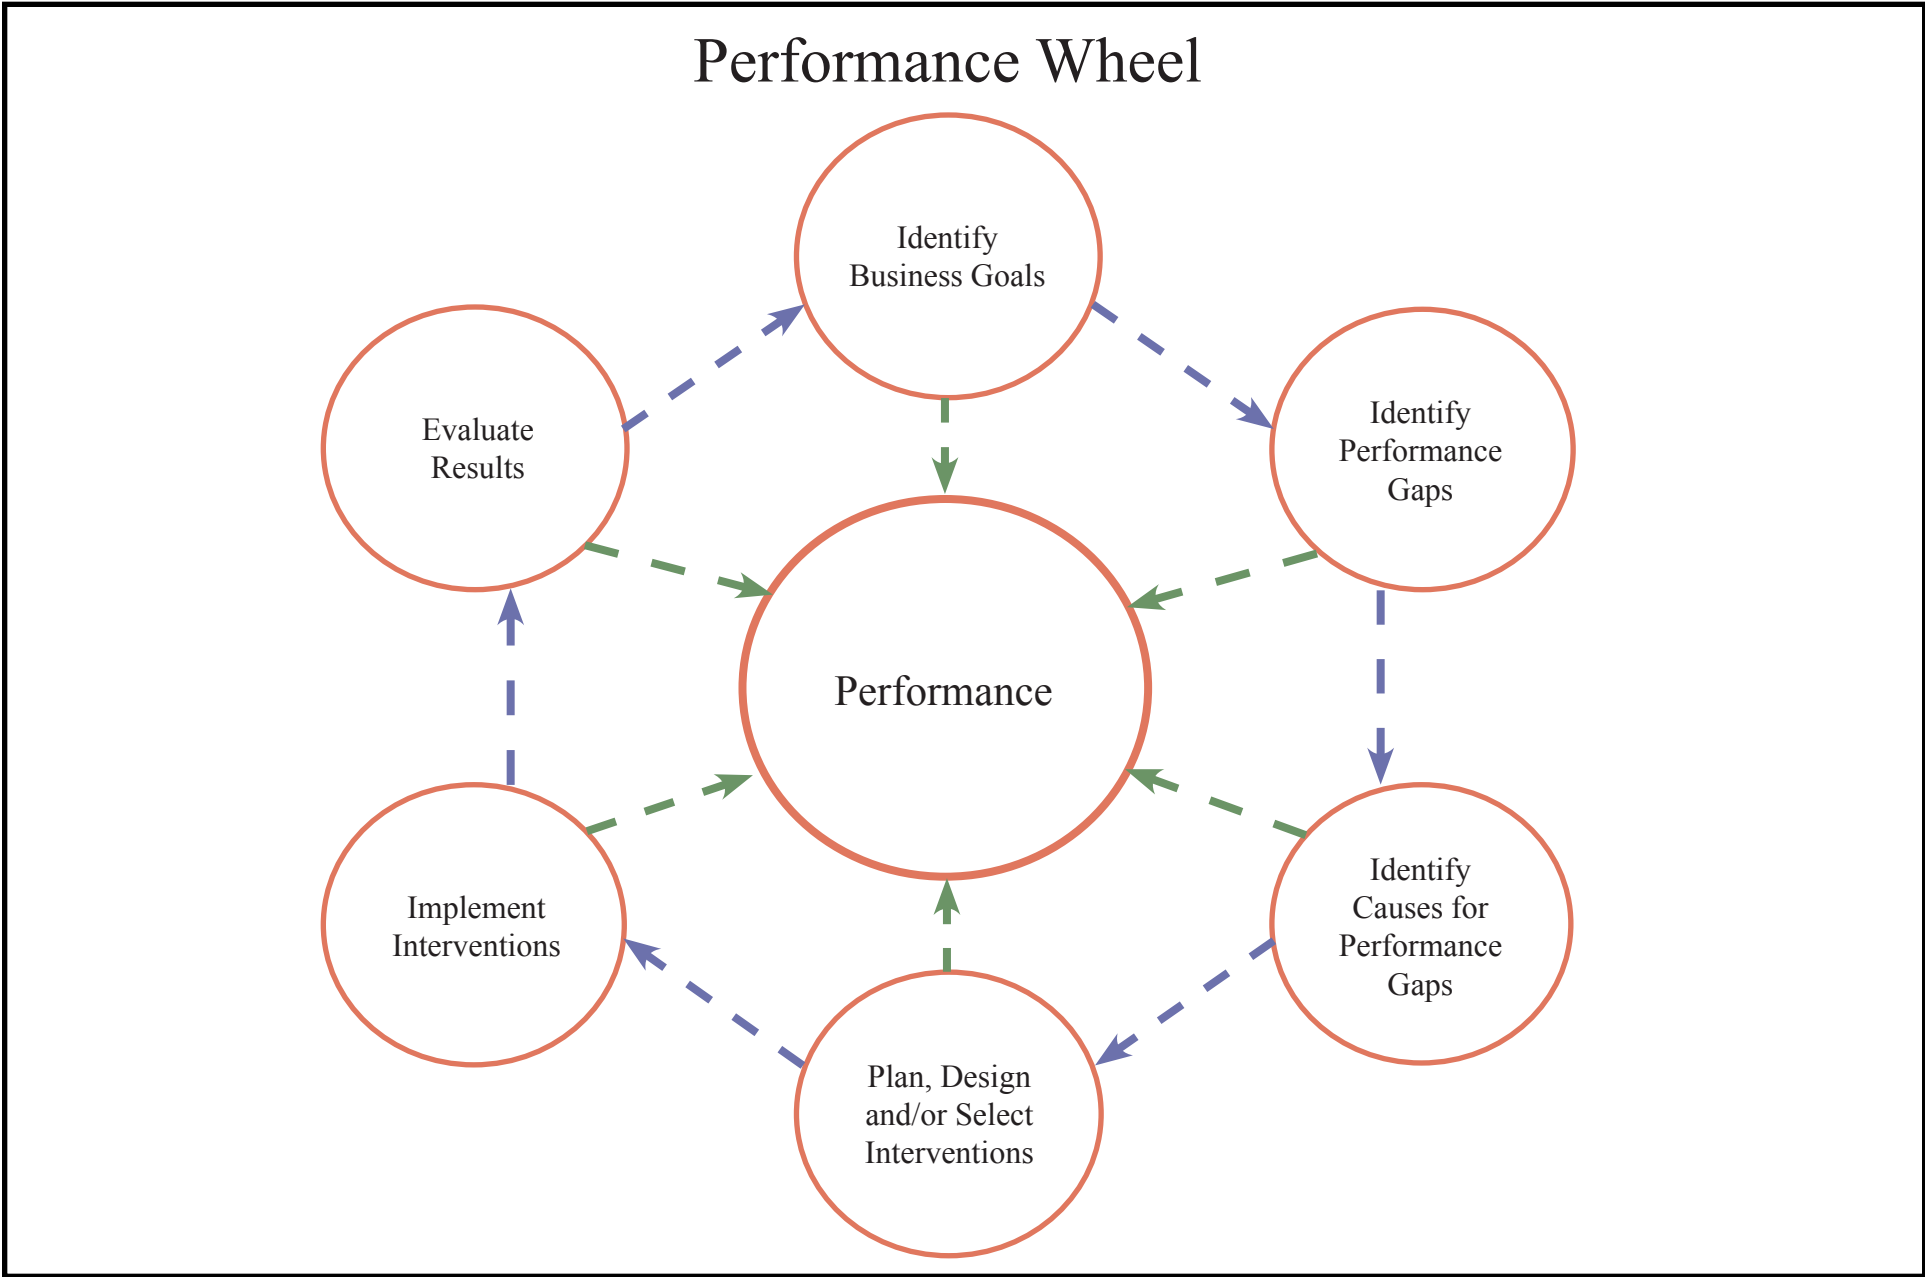 Performance Wheel
Identify
Business Goals
Identify
Performance
Gaps
Identify
Causes for
Performance
Gaps
Plan, Design
and/or Select
Interventions
Implement
Interventions
Evaluate
Results
Performance